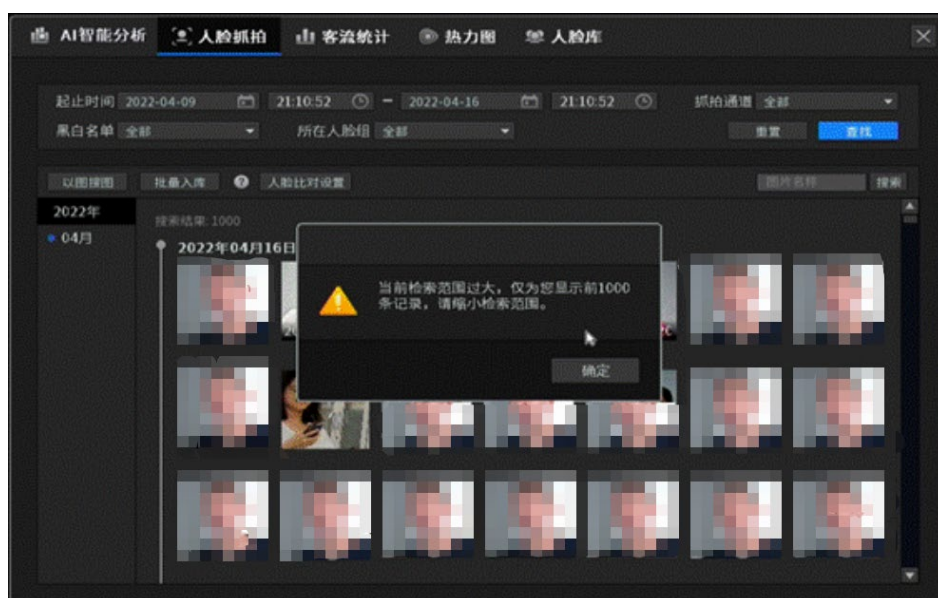 AI智能分析 人脸抓拍 客流统计 热力图 人脸库
起止时间 2022-04-09 21:10:52 - 2022-04-16 21:10:52 抓拍通道 全部
黑白名单 全部 所在人脸组 全部 重置 查找
以图搜图 批量入库 ? 人脸比对设置 图片名称 搜索
2022年
04月
搜索结果: 1000
2022年04月16日
当前检索范围过大，仅为您显示前1000
条记录，请缩小检索范围。
确定